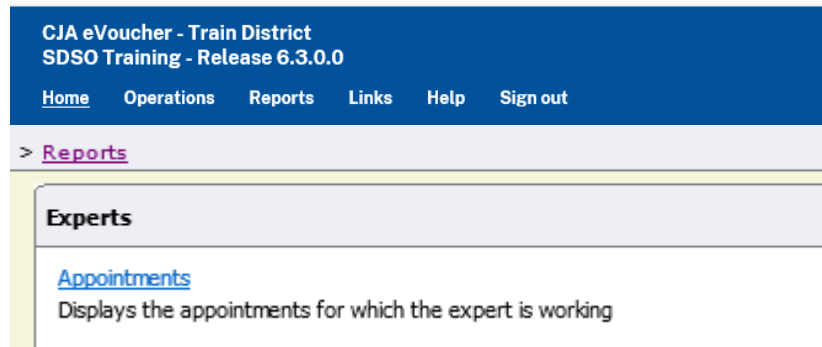 CJA eVoucher - Train District
SDSO Training - Release 6.3.0.0
Home Operations Reports Links Help Sign out
> Reports
Experts
Appointments
Displays the appointments for which the expert is working